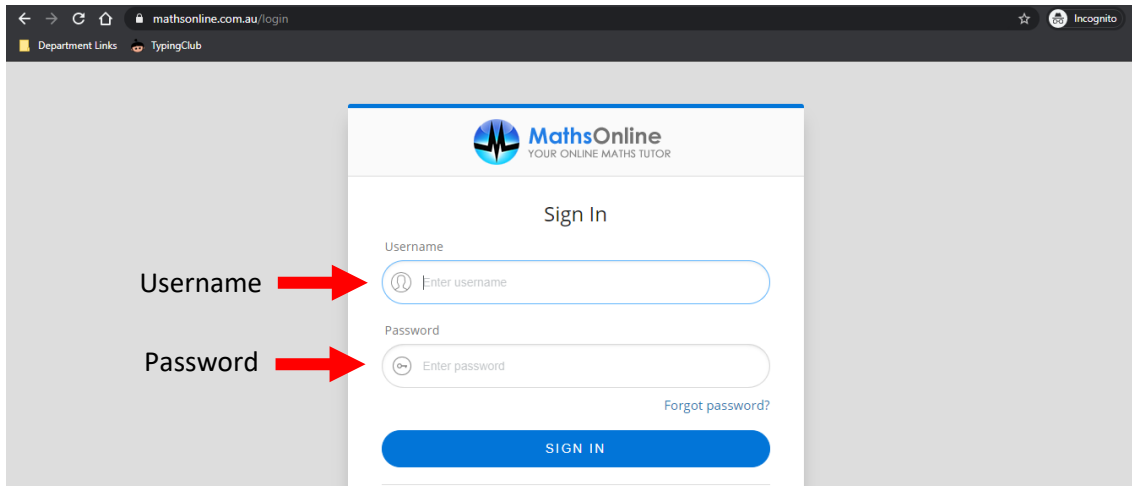 mathsonline.com.au/login
Incognito
Department Links TypingClub
MathsOnline
YOUR ONLINE MATHS TUTOR
Sign In
Username
Username Enter username
Password
Password Enter password
Forgot password?
SIGN IN